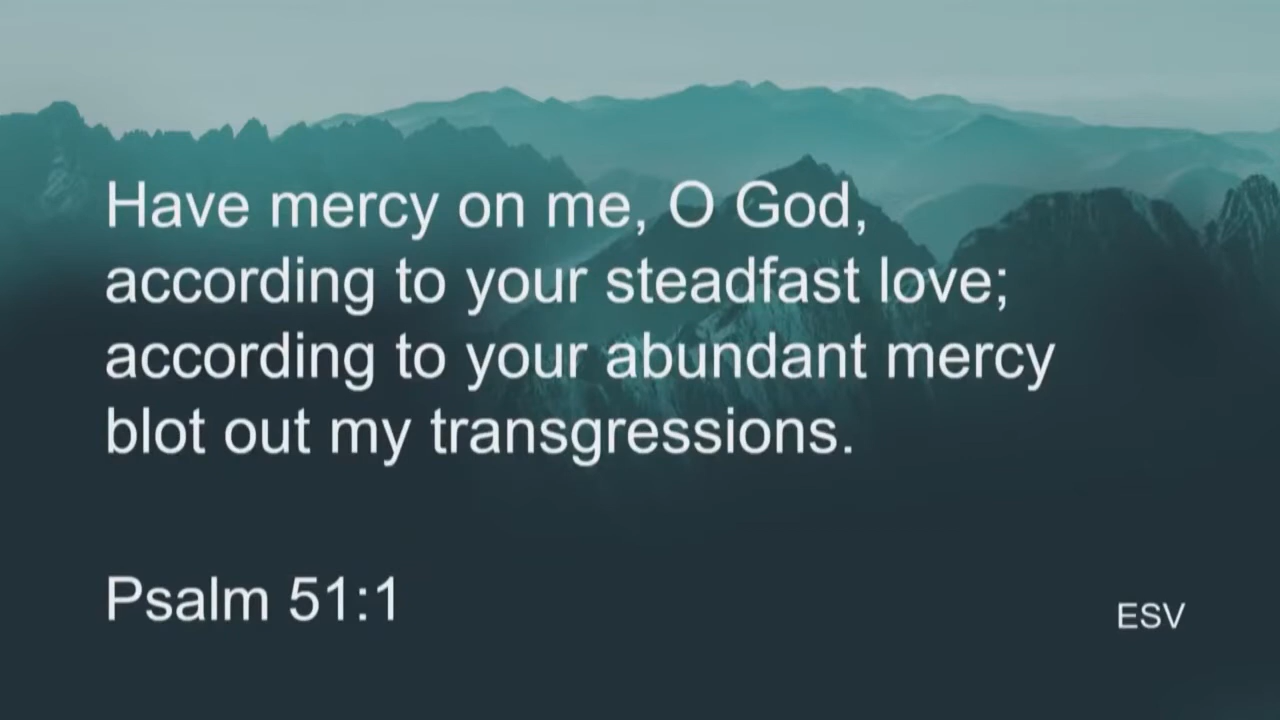 Have mercy on me, O God,
according to your steadfast love;
according to your abundant mercy
blot out my transgressions.
Psalm 51:1
ESV